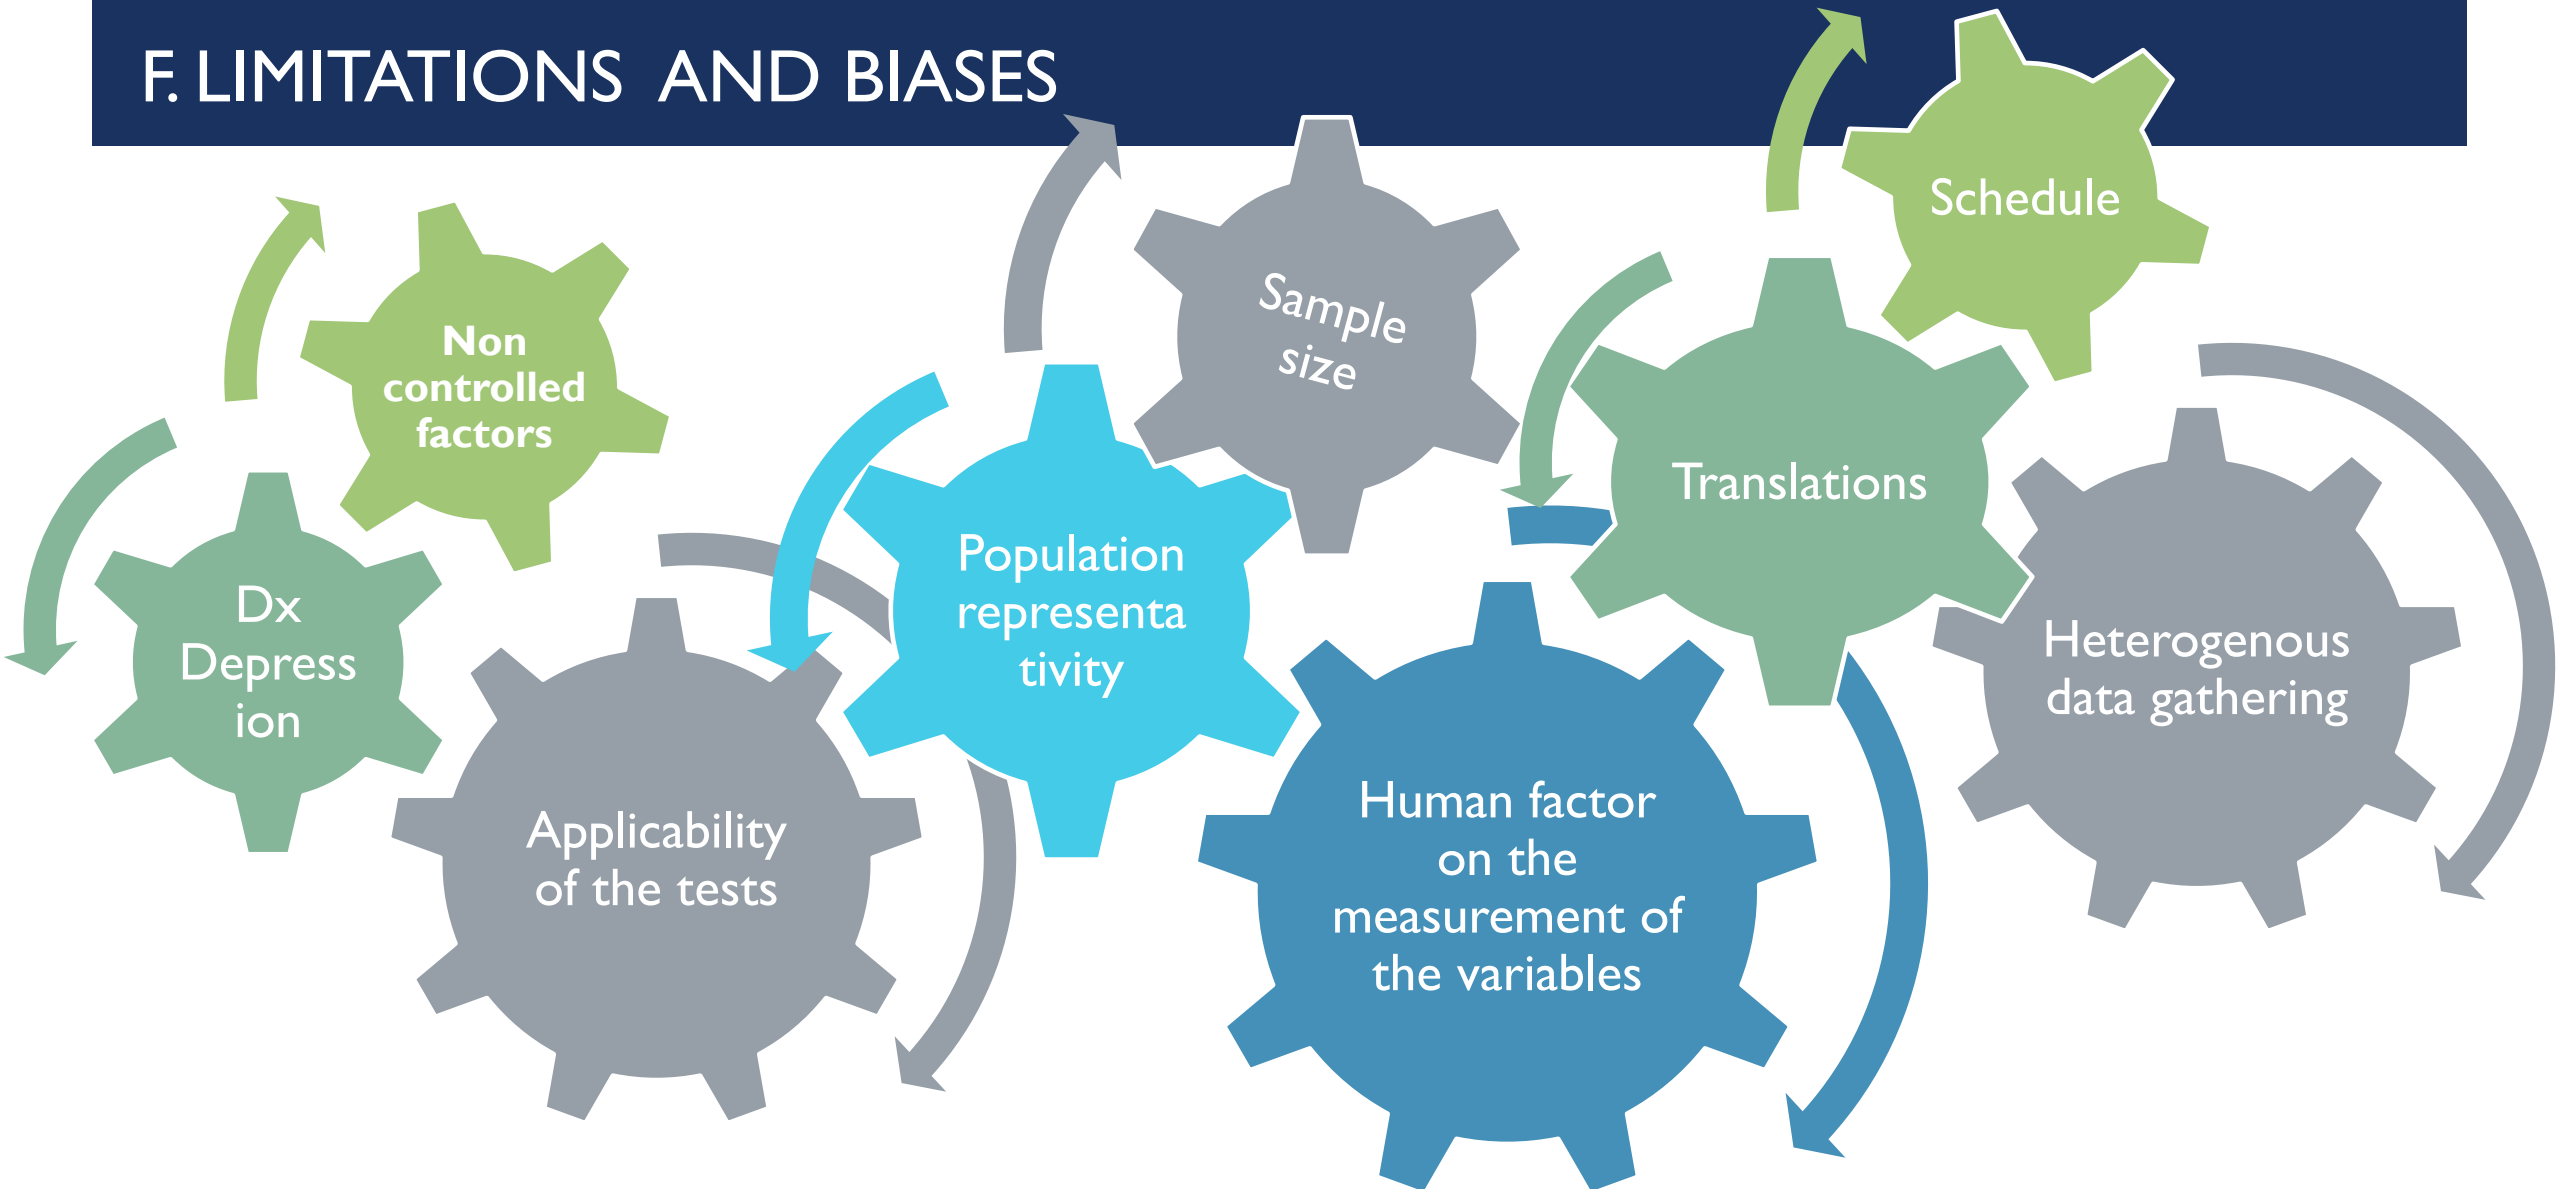 F. LIMITATIONS AND BIASES
Non
controlled
factors
Dx
Depress
ion
Applicability
of the tests
Population
representa
tivity
Sample
size
Human factor
on the
measurement of
the variables
Translations
Schedule
Heterogenous
data gathering